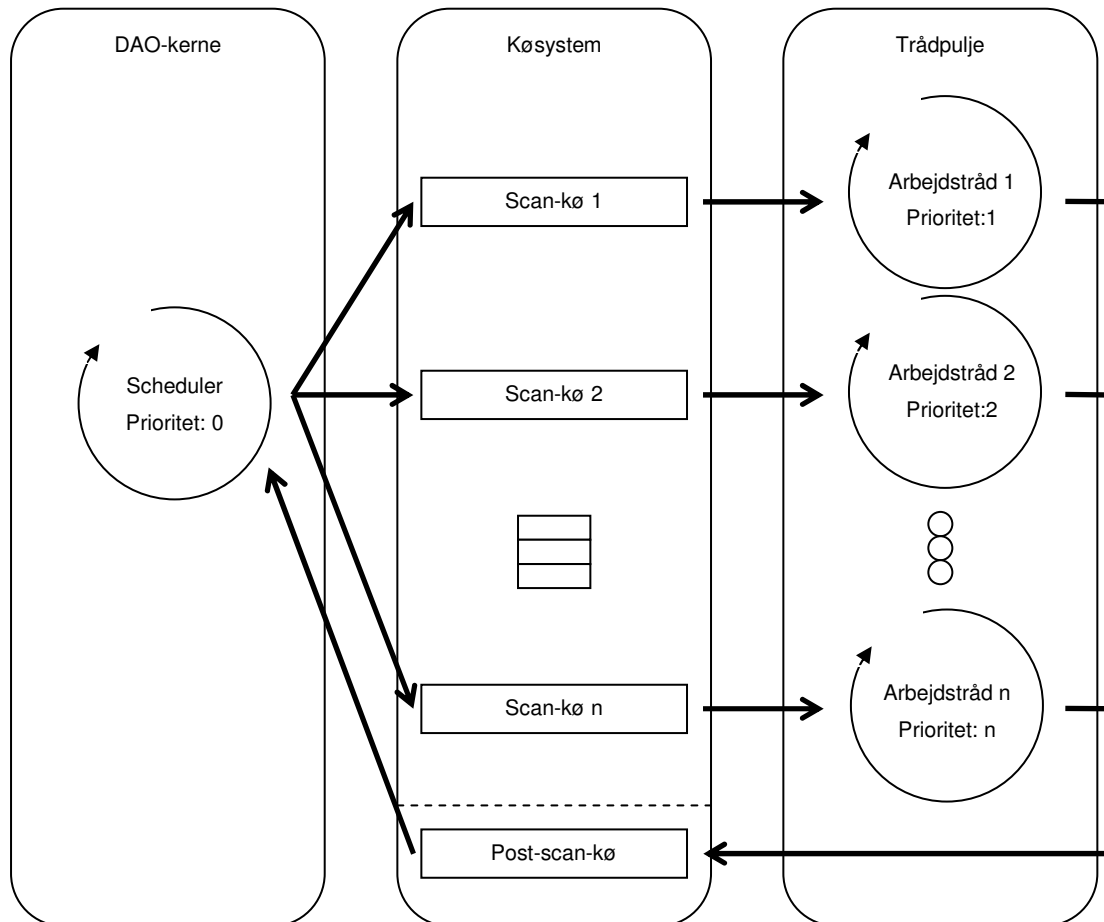 DAO-kerne
Køsystem
Trådpulje
Scan-kø 1
Arbejdstråd 1
Prioritet:1
Scheduler
Prioritet: 0
Scan-kø 2
Arbejdstråd 2
Prioritet:2
Scan-kø n
Arbejdstråd n
Prioritet: n
Post-scan-kø